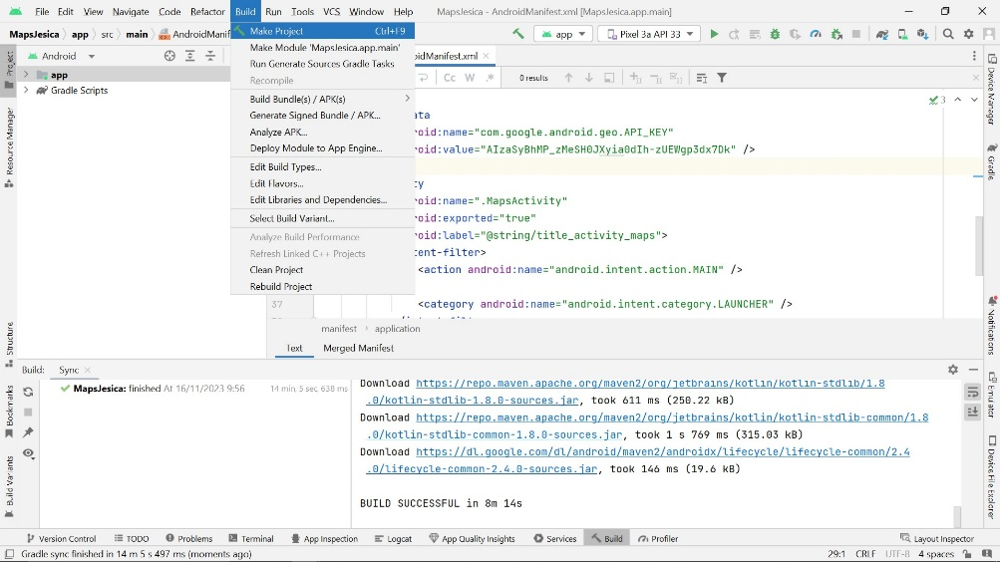 File Edit View Navigate Code Refactor Build Run Tools VCS Window Help MapsJesica - AndroidManifest.xml [MapsJesica.app.main]
MapsJesica app src main AndroidManif app Pixel 3a API 33
Make Project Ctrl+F9
Make Module 'MapsJesica.app.main'
Run Generate Sources Gradle Tasks
Recompile
Build Bundle(s) / APK(s)
Generate Signed Bundle / APK...
Analyze APK...
Deploy Module to App Engine...
Edit Build Types...
Edit Flavors...
Edit Libraries and Dependencies...
Select Build Variant...
Analyze Build Performance
Refresh Linked C++ Projects
Clean Project
Rebuild Project
Project
Resource Manager
Structure
Bookmarks
Build Variants
Android
app
Gradle Scripts
oidManifest.xml
Cc W .* 0 results
ata
roid:name="com.google.android.geo.API_KEY"
roid:value="AIzaSyBhMP_zMeSH0JXyia0dIh-zUEWgp3dx7Dk" />
ty
roid:name=".MapsActivity"
roid:exported="true"
roid:label="@string/title_activity_maps">
tent-filter>
<action android:name="android.intent.action.MAIN" />
37 <category android:name="android.intent.category.LAUNCHER" />
3
manifest application
Text Merged Manifest
Device Manager
Gradle
Notifications
Emulator
Device File Explorer
Build: Sync
MapsJesica: finished At 16/11/2023 9:56 14 min, 5 sec, 638 ms
Download https://repo.maven.apache.org/maven2/org/jetbrains/kotlin/kotlin-stdlib/1.8
.0/kotlin-stdlib-1.8.0-sources.jar, took 611 ms (250.22 kB)
Download https://repo.maven.apache.org/maven2/org/jetbrains/kotlin/kotlin-stdlib-common/1.8
.0/kotlin-stdlib-common-1.8.0-sources.jar, took 1 s 769 ms (315.03 kB)
Download https://dl.google.com/dl/android/maven2/androidx/lifecycle/lifecycle-common/2.4
.0/lifecycle-common-2.4.0-sources.jar, took 146 ms (19.6 kB)
BUILD SUCCESSFUL in 8m 14s
Version Control TODO Problems Terminal App Inspection Logcat App Quality Insights Services Build Profiler Layout Inspector
Gradle sync finished in 14 m 5 s 497 ms (moments ago) 29:1 CRLF UTF-8 4 spaces